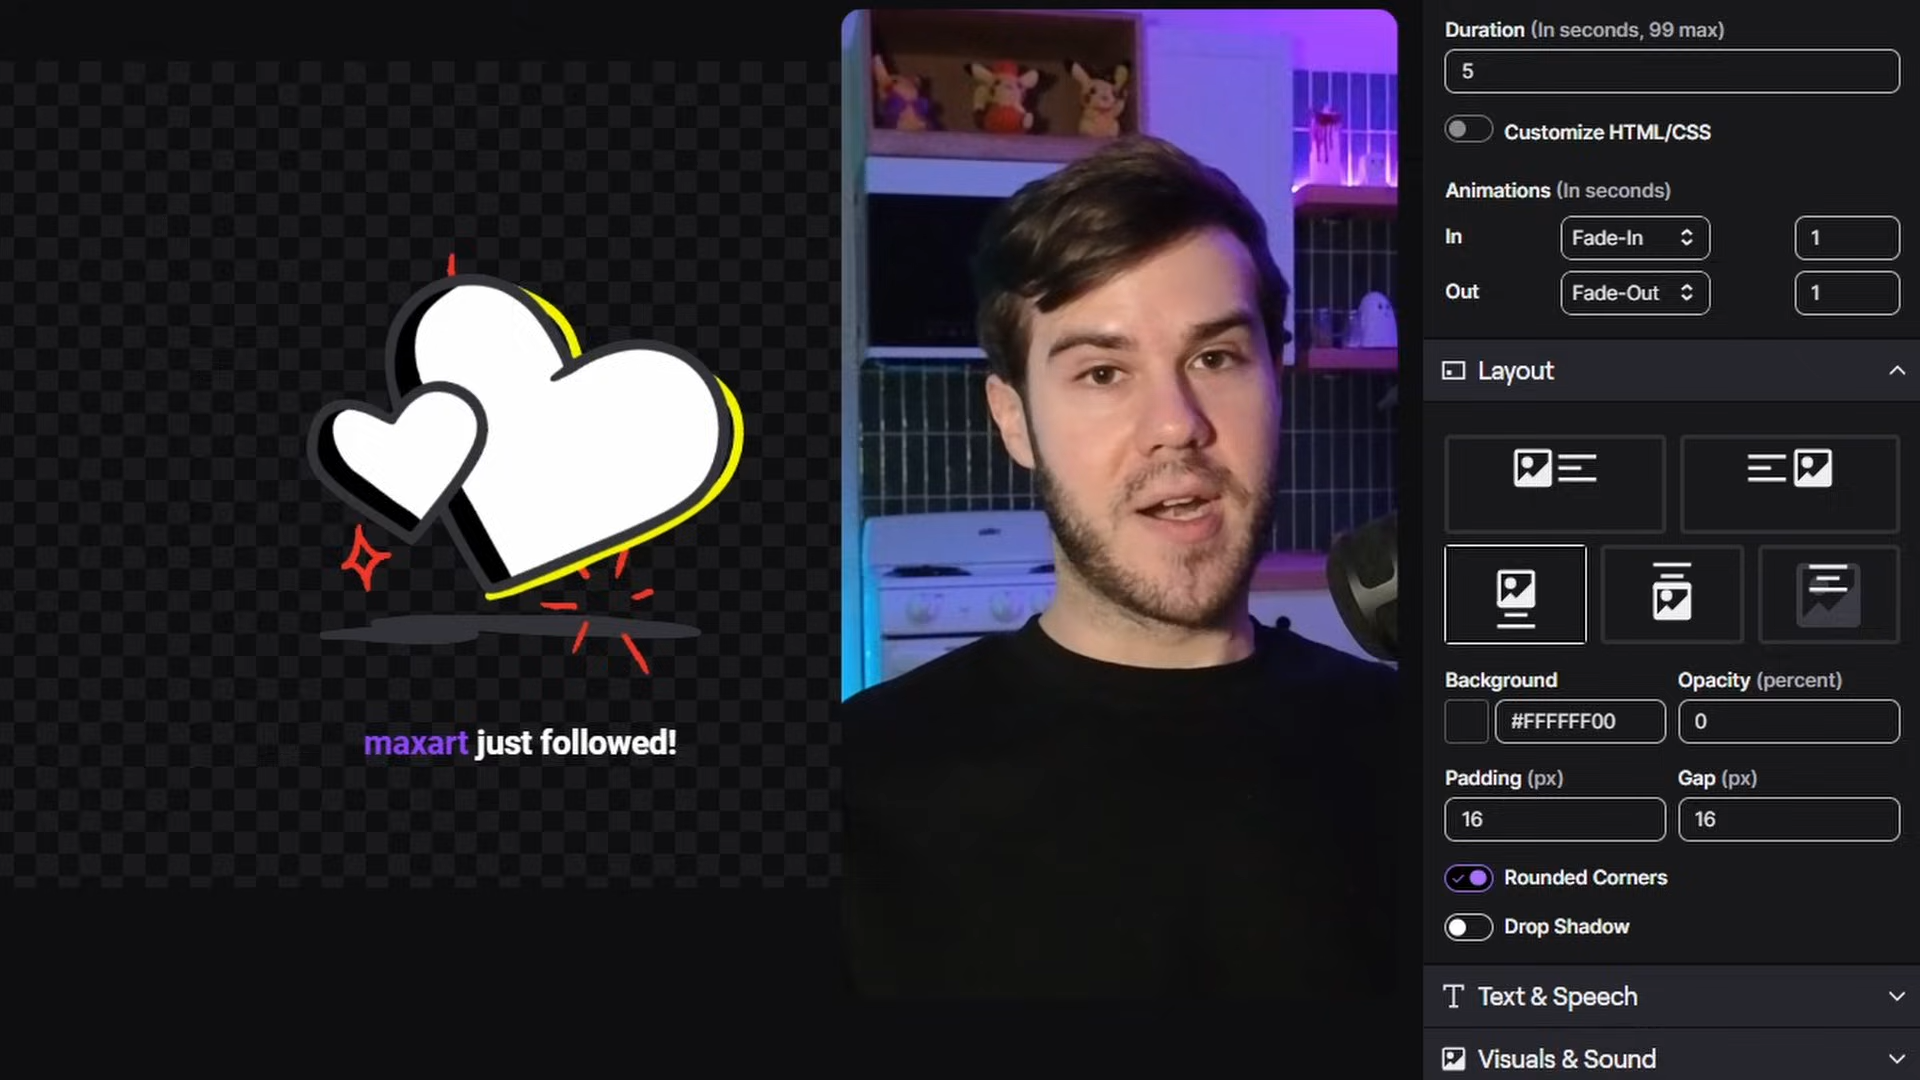 maxart just followed!
Duration (In seconds, 99 max)
5
Customize HTML/CSS
Animations (In seconds)
In Fade-In 1
Out Fade-Out 1
Layout
Background Opacity (percent)
#FFFFFF00 0
Padding (px) Gap (px)
16 16
Rounded Corners
Drop Shadow
Text & Speech
Visuals & Sound